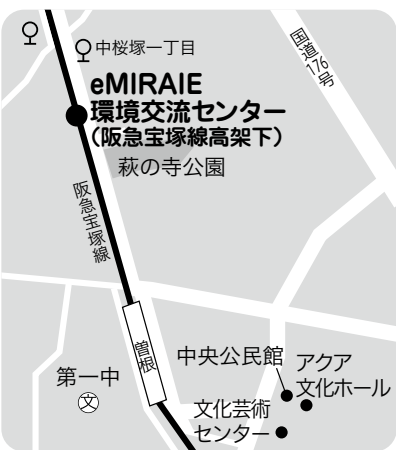 中桜塚一丁目
国道176号
eMIRAIE
環境交流センター
(阪急宝塚線高架下)
萩の寺公園
阪急宝塚線
曽根
第一中
文
中央公民館
アクア
文化ホール
文化芸術
センター